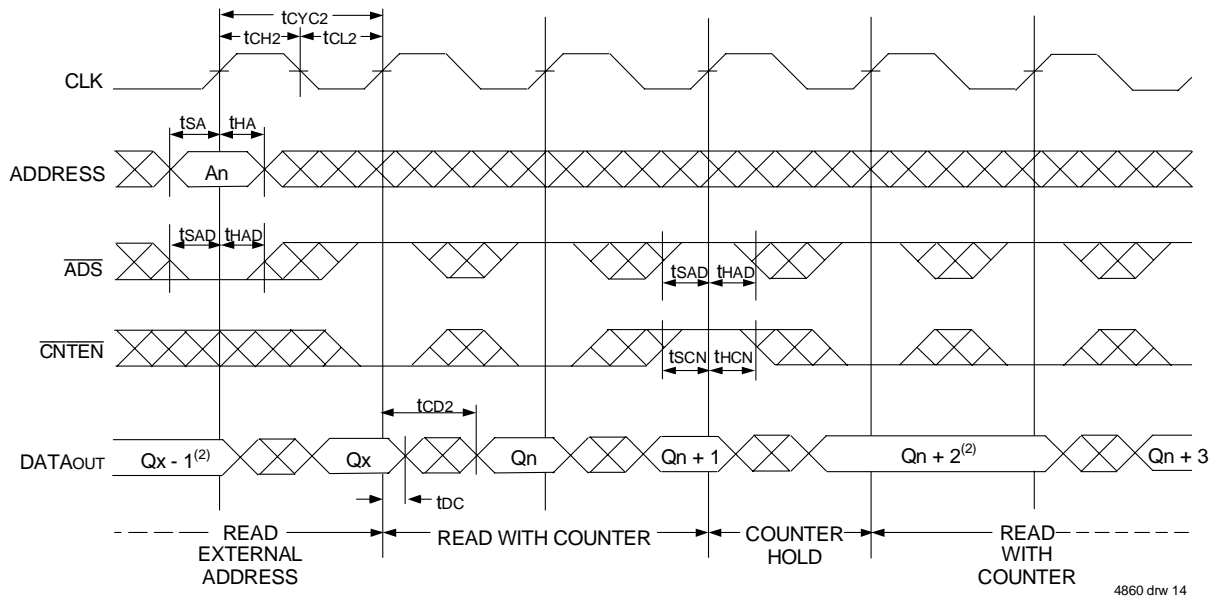 tCYC2
tCH2 tCL2
CLK
tSA tHA
ADDRESS An
tSAD tHAD
ADS
tSAD tHAD
CNTEN
tSCN tHCN
tCD2
DATAOUT Qx - 1(2) Qx Qn Qn + 1 Qn + 2(2) Qn + 3
tDC
READ EXTERNAL ADDRESS
READ WITH COUNTER
COUNTER HOLD
READ WITH COUNTER
4860 drw 14